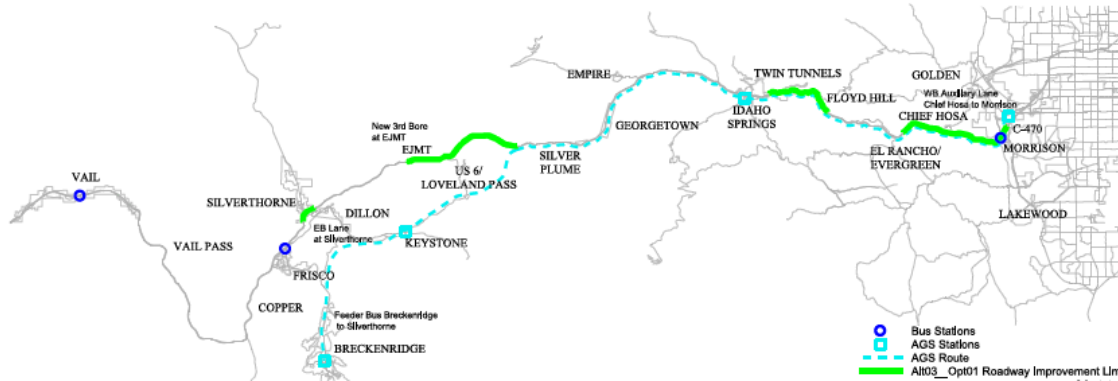 EMPIRE
TWIN TUNNELS
GOLDEN
WB Auxiliary Lane
Chief Hosa to Morrison
FLOYD HILL
IDAHO
SPRINGS
CHIEF HOSA
C-470
GEORGETOWN
New 3rd Bore
at EJMT
EJMT
SILVER
PLUME
EL RANCHO/
EVERGREEN
MORRISON
US 6/
LOVELAND PASS
VAIL
SILVERTHORNE
DILLON
LAKEWOOD
EB Lane
at Silverthorne
KEYSTONE
VAIL PASS
FRISCO
COPPER
Feeder Bus Breckenridge
to Silverthorne
BRECKENRIDGE
Bus Stations
AGS Stations
AGS Route
Alt03__Opt01 Roadway Improvement